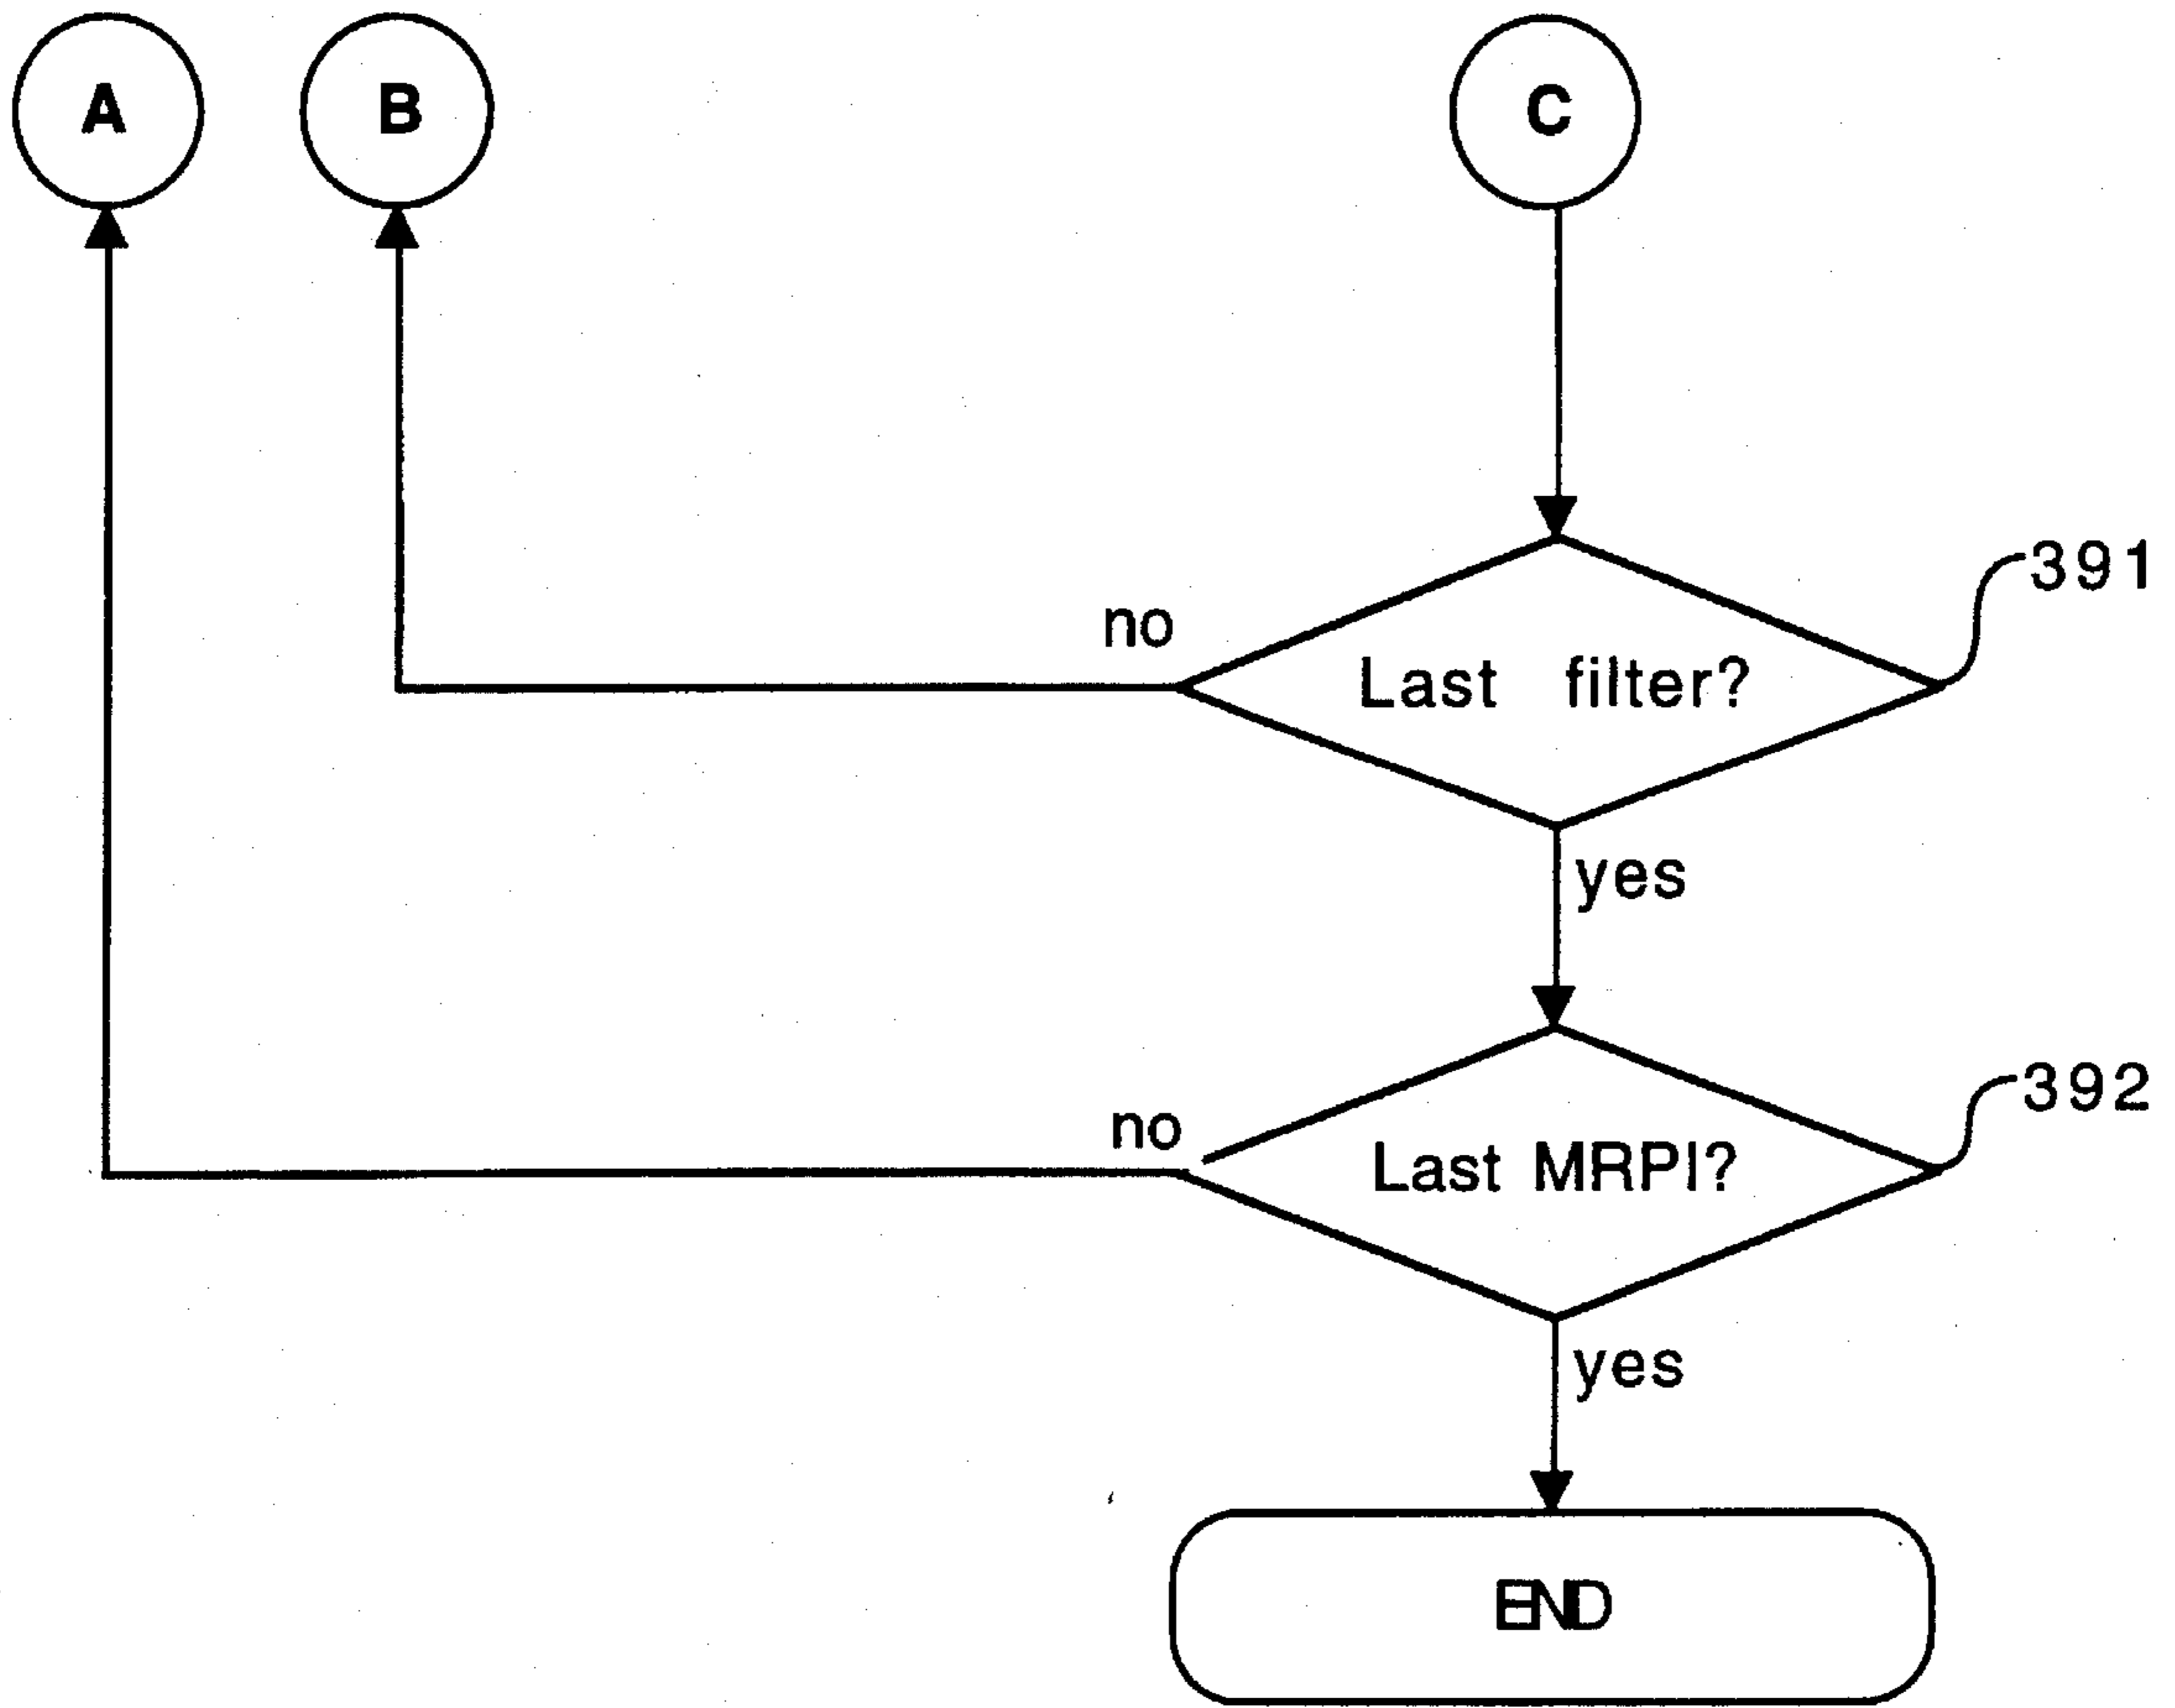 A
B
C
391
no
Last filter?
yes
392
no
Last MRPI?
yes
END